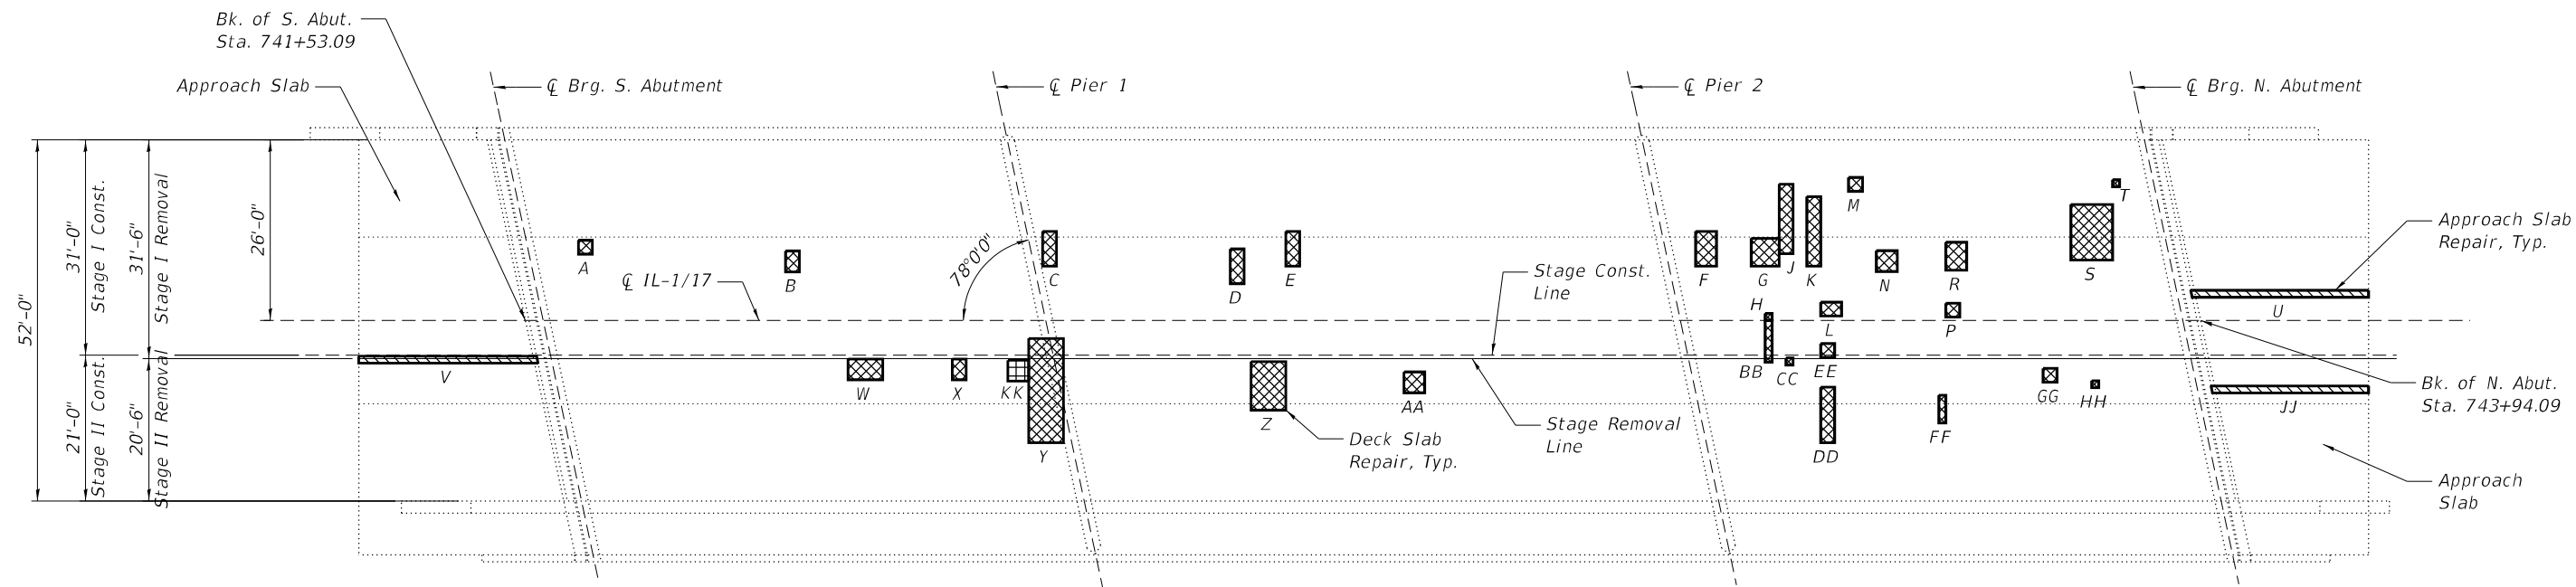 Bk. of S. Abut.
Sta. 741+53.09
Approach Slab
℄ Brg. S. Abutment
℄ Pier 1
℄ Pier 2
℄ Brg. N. Abutment
52'-0"
31'-0"
Stage I Const.
31'-6"
Stage I Removal
26'-0"
21'-0"
Stage II Const.
20'-6"
Stage II Removal
℄ IL-1/17
78°0'0"
Stage Const.
Line
Approach Slab
Repair, Typ.
A
B
C
D
E
F
G
H
J
K
L
M
N
P
R
S
T
U
V
W
X
KK
Y
Z
AA
BB
CC
EE
DD
FF
GG
HH
JJ
Deck Slab
Repair, Typ.
Stage Removal
Line
Bk. of N. Abut.
Sta. 743+94.09
Approach
Slab